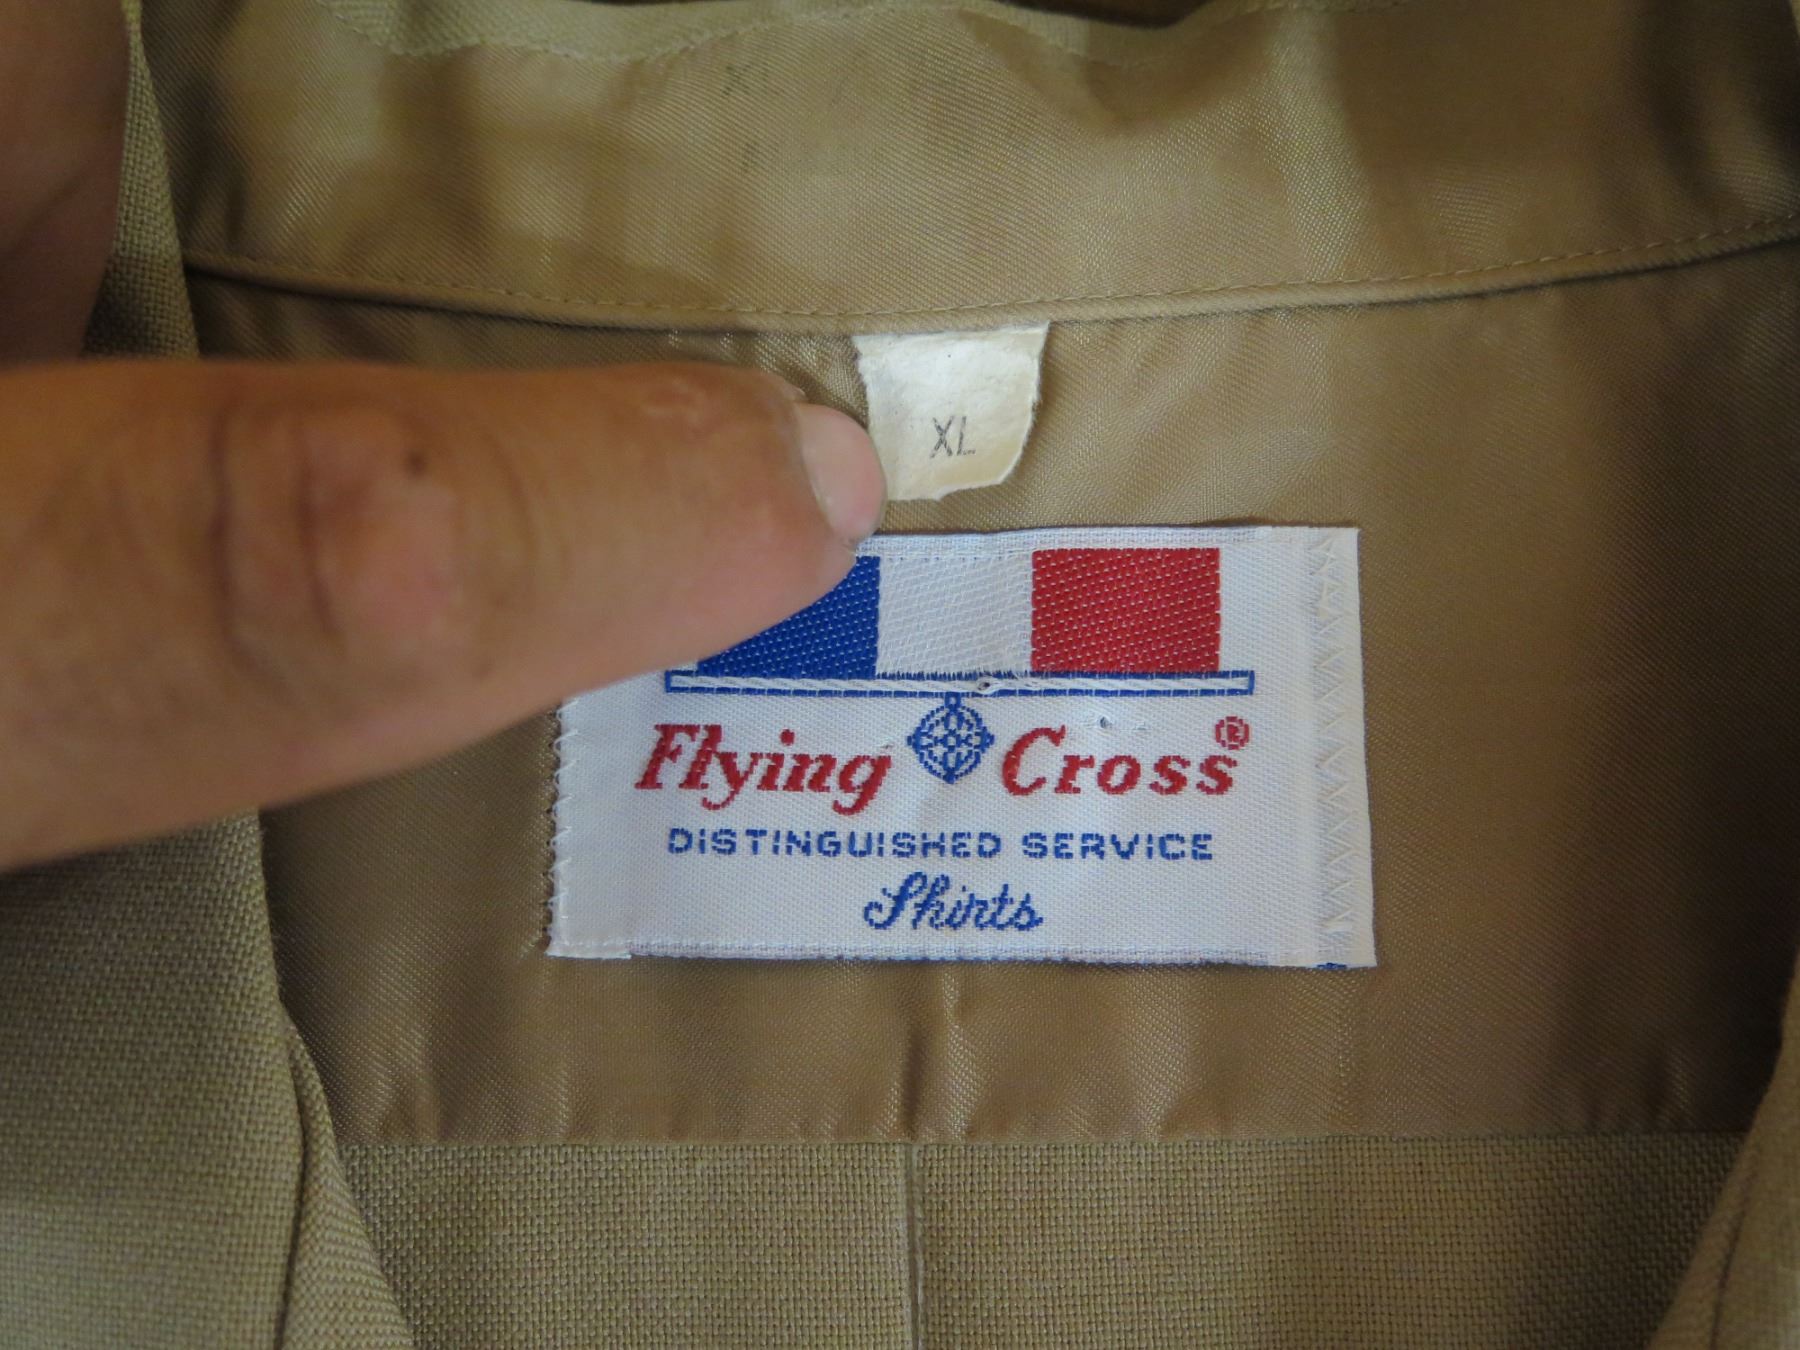 XL
Flying Cross®
DISTINGUISHED SERVICE
Shirts